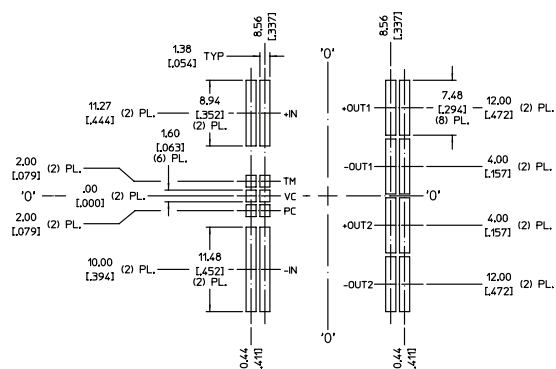 8.56
[.337]
8.56
[.337]
1.38
[.054]
TYP
'0'
11.27
[.444]
(2) PL.
8.94
[.352]
(2) PL.
+IN
+OUT1
7.48
[.294]
(8) PL.
12.00
[.472]
(2) PL.
1.60
[.063]
(6) PL.
2.00
[.079]
(2) PL.
TM
-OUT1
4.00
[.157]
(2) PL.
'0'
.00
[.000]
(2) PL.
VC
'0'
2.00
[.079]
(2) PL.
PC
+OUT2
4.00
[.157]
(2) PL.
10.00
[.394]
(2) PL.
11.48
[.452]
(2) PL.
-IN
-OUT2
12.00
[.472]
(2) PL.
'0'
0.44
.411]
0.44
.411]